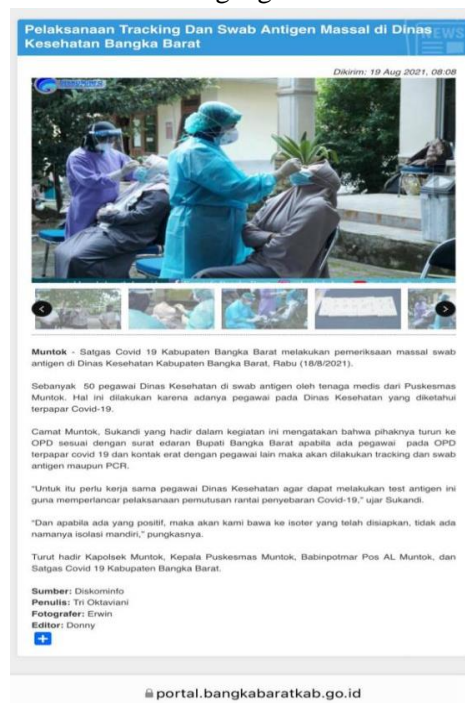 Pelaksanaan Tracking Dan Swab Antigen Massal di Dinas
Kesehatan Bangka Barat
NEWS
Dikirim: 19 Aug 2021, 08:08
Muntok - Satgas Covid 19 Kabupaten Bangka Barat melakukan pemeriksaan massal swab
antigen di Dinas Kesehatan Kabupaten Bangka Barat, Rabu (18/8/2021).
Sebanyak 50 pegawai Dinas Kesehatan di swab antigen oleh tenaga medis dari Puskesmas
Muntok. Hal ini dilakukan karena adanya pegawai pada Dinas Kesehatan yang diketahui
terpapar Covid-19.
Camat Muntok, Sukandi yang hadir dalam kegiatan ini mengatakan bahwa pihaknya turun ke
OPD sesuai dengan surat edaran Bupati Bangka Barat apabila ada pegawai pada OPD
terpapar covid 19 dan kontak erat dengan pegawai lain maka akan dilakukan tracking dan swab
antigen maupun PCR.
"Untuk itu perlu kerja sama pegawai Dinas Kesehatan agar dapat melakukan test antigen ini
guna memperlancar pelaksanaan pemutusan rantai penyebaran Covid-19," ujar Sukandi.
"Dan apabila ada yang positif, maka akan kami bawa ke isoter yang telah disiapkan, tidak ada
namanya isolasi mandiri," pungkasnya.
Turut hadir Kapolsek Muntok, Kepala Puskesmas Muntok, Babinpotmar Pos AL Muntok, dan
Satgas Covid 19 Kabupaten Bangka Barat.
Sumber: Diskominfo
Penulis: Tri Oktaviani
Fotografer: Erwin
Editor: Donny
portal.bangkabaratkab.go.id